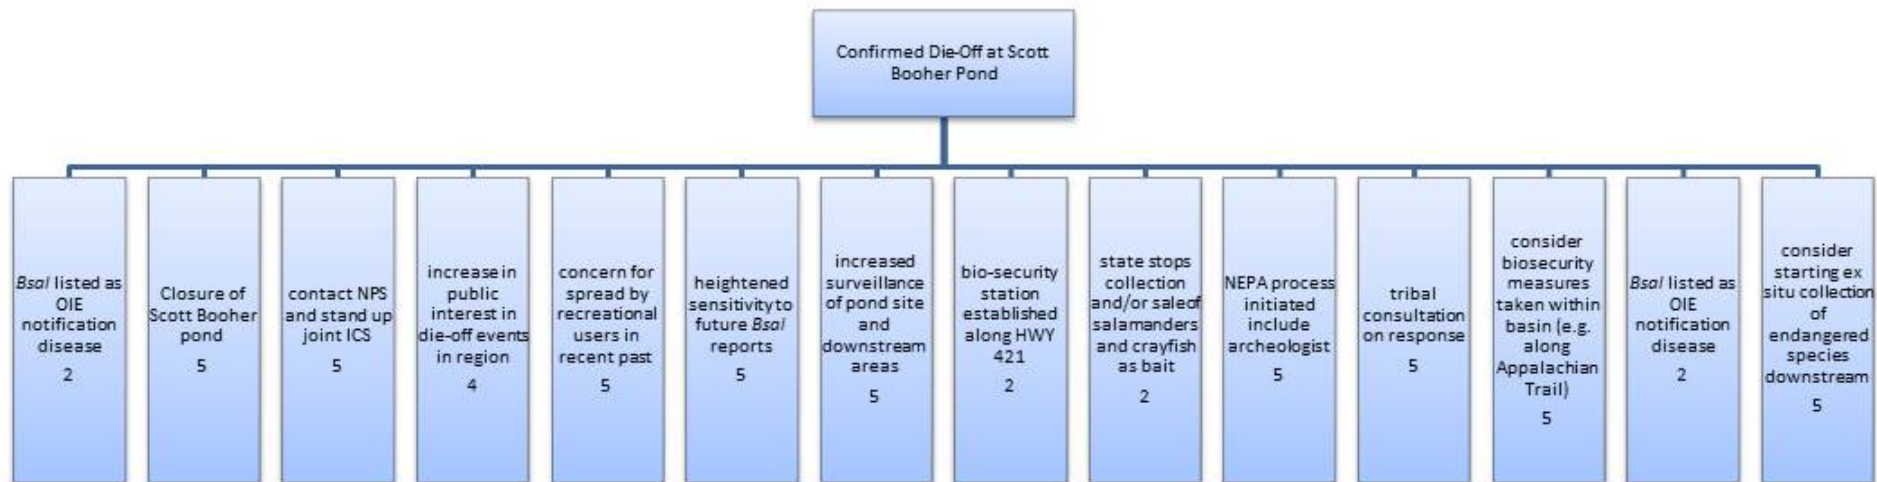 Confirmed Die-Off at Scott
Booher Pond
Bsal listed as
OIE
notification
disease
2
Closure of
Scott Booher
pond
5
contact NPS
and stand up
joint ICS
5
increase in
public
interest in
die-off events
in region
4
concern for
spread by
recreational
users in
recent past
5
heightened
sensitivity to
future Bsal
reports
5
increased
surveillance
of pond site
and
downstream
areas
5
bio-security
station
established
along HWY
421
2
state stops
collection
and/or saleof
salamanders
and crayfish
as bait
2
NEPA process
initiated
include
archeologist
5
tribal
consultation
on response
5
consider
biosecurity
measures
taken within
basin (e.g.
along
Appalachian
Trail)
5
Bsal listed as
OIE
notification
disease
2
consider
starting ex
situ collection
of
endangered
species
downstream
5